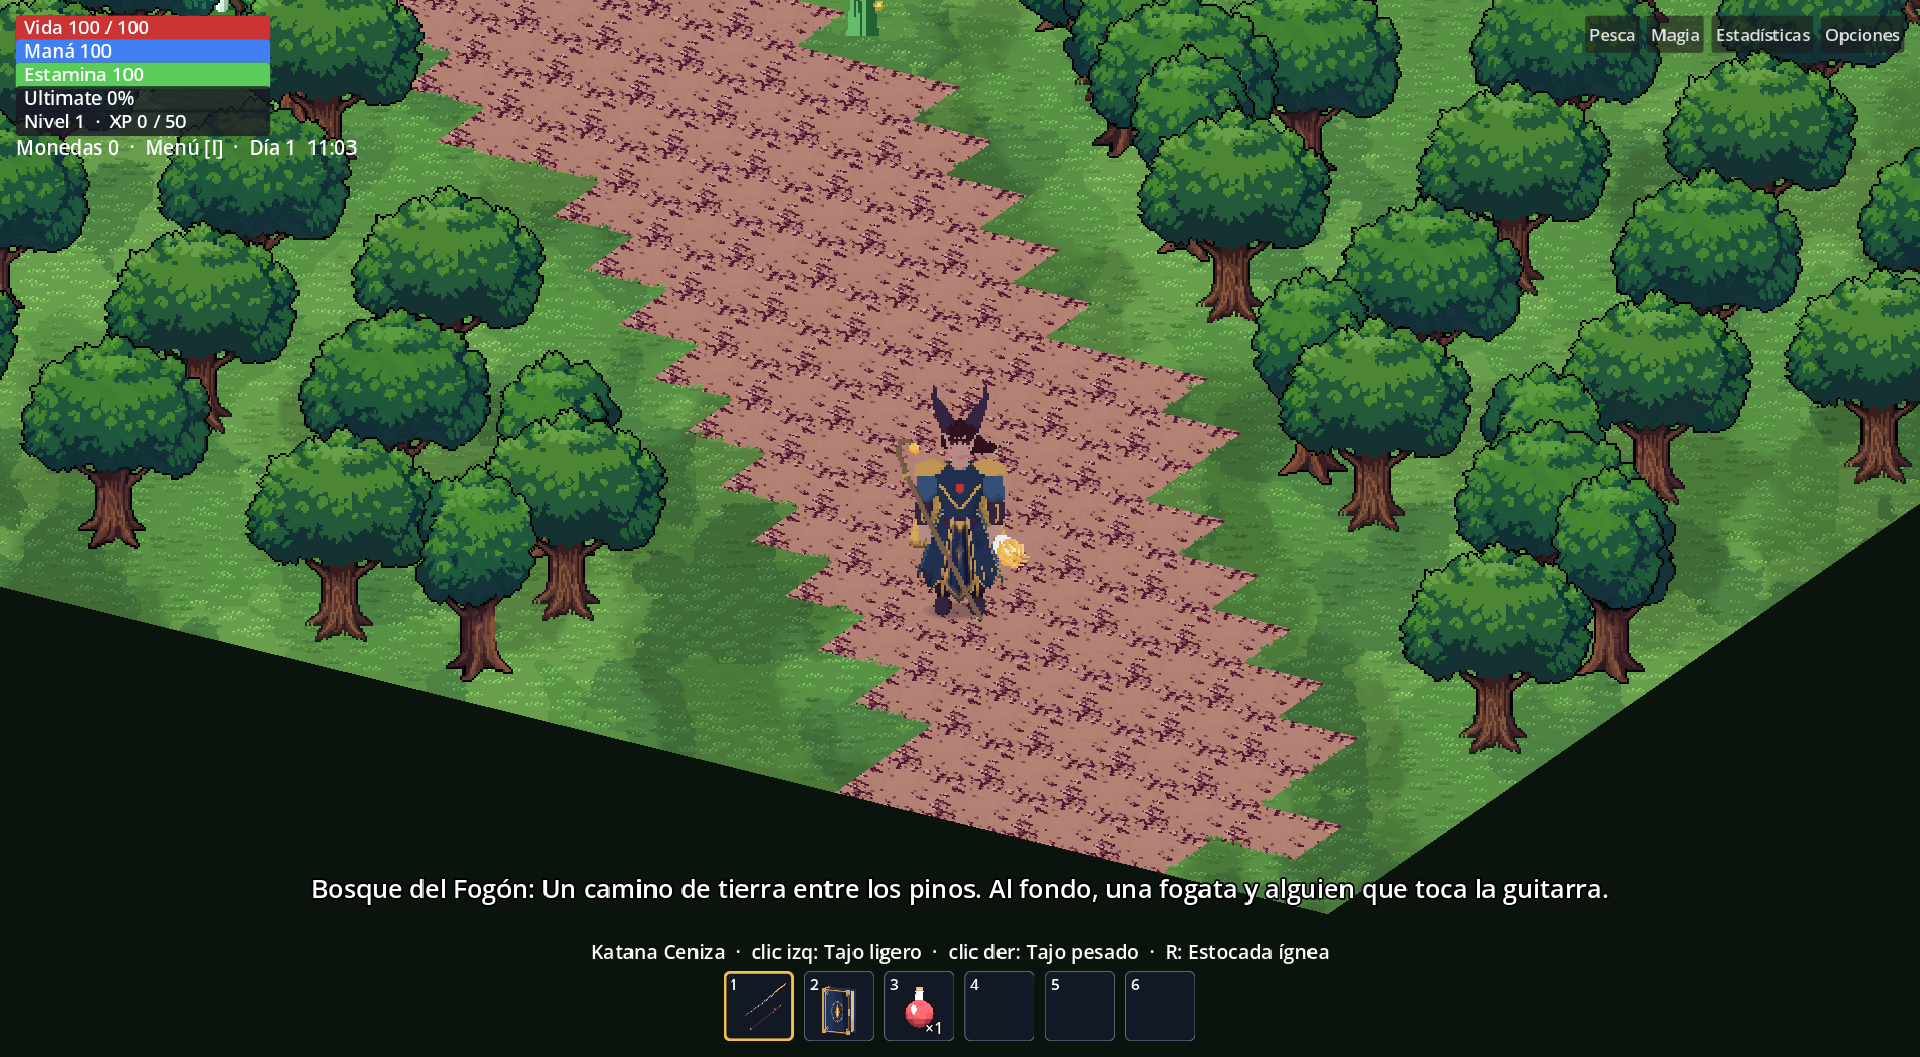 Vida 100 / 100
Maná 100
Estamina 100
Ultimate 0%
Nivel 1 · XP 0 / 50
Monedas 0 · Menú [I] · Día 1 11:03
Pesca Magia Estadísticas Opciones
Bosque del Fogón: Un camino de tierra entre los pinos. Al fondo, una fogata y alguien que toca la guitarra.
Katana Ceniza · clic izq: Tajo ligero · clic der: Tajo pesado · R: Estocada ígnea
1 2 3 4 5 6
×1